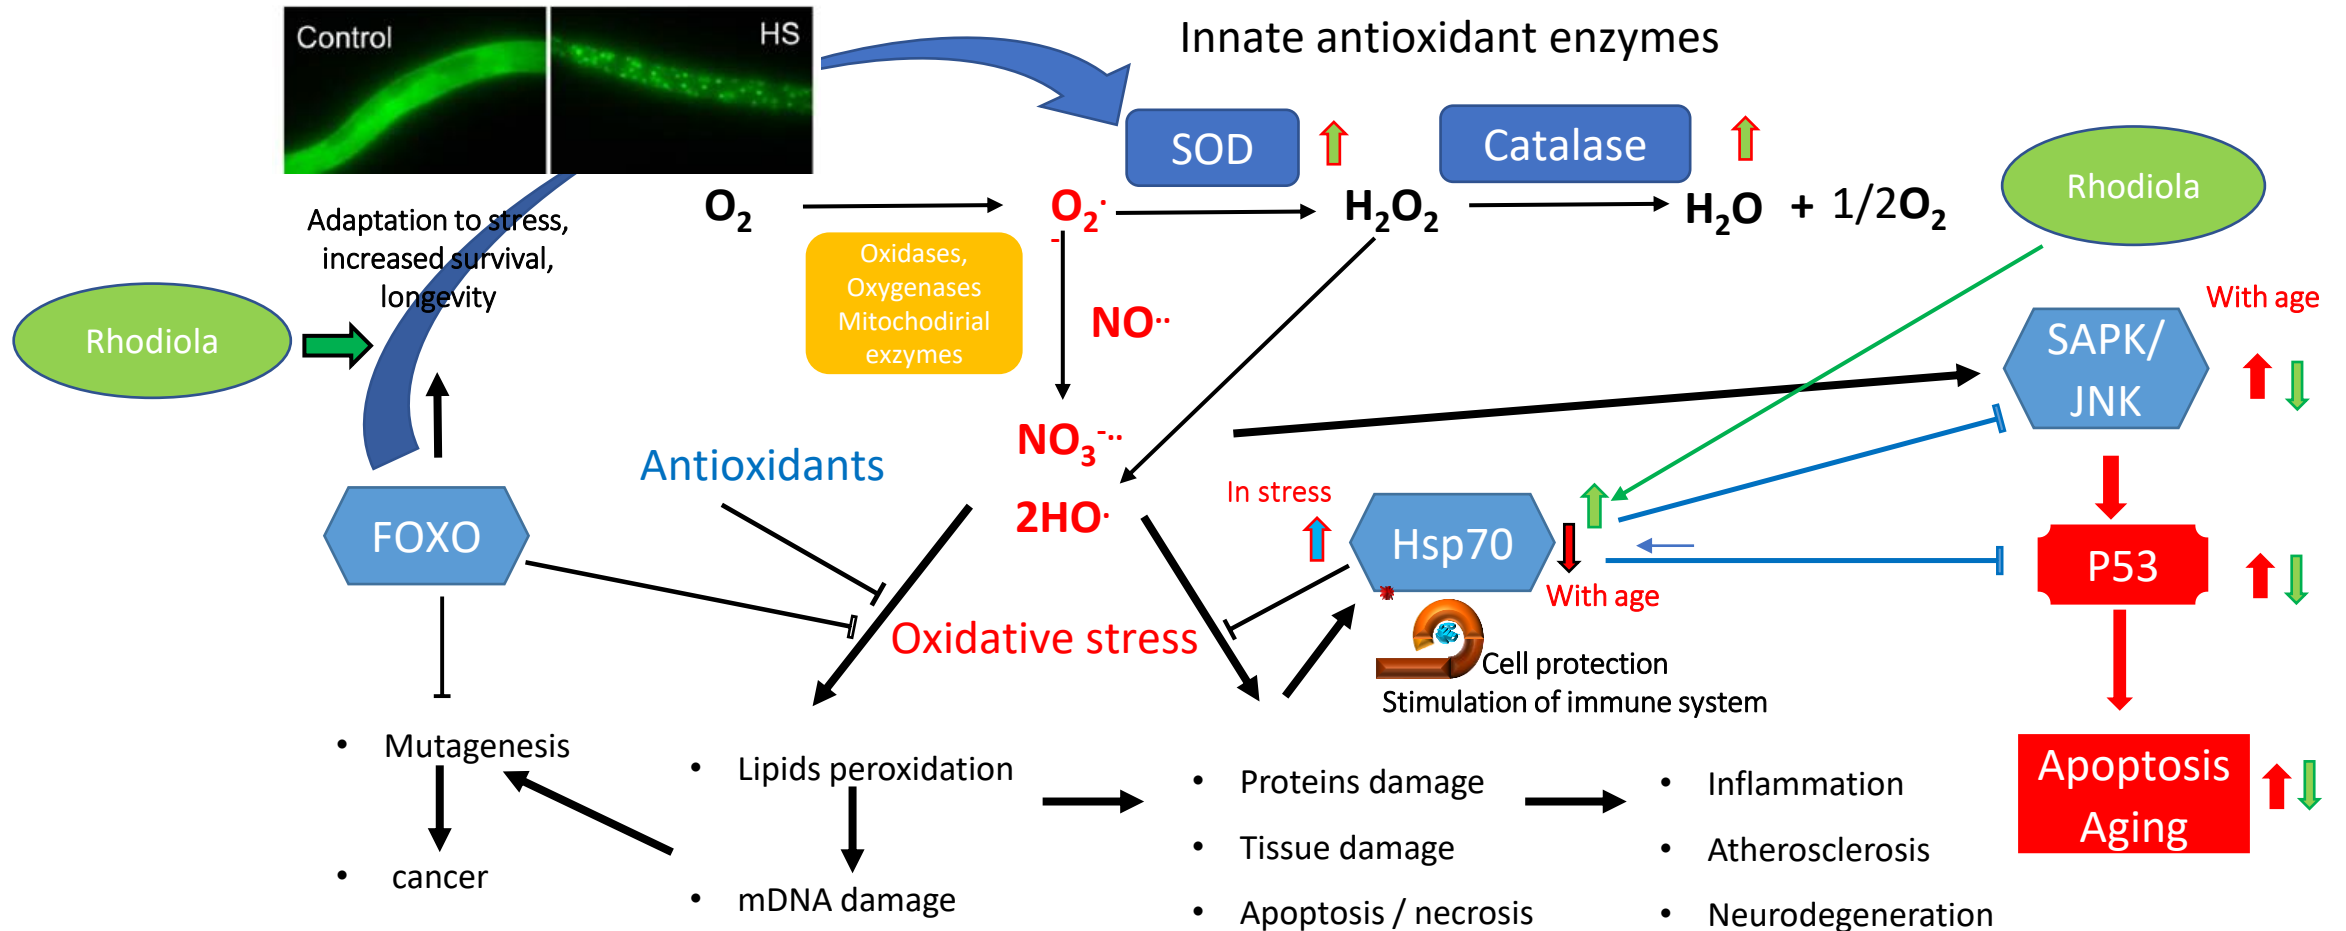 Control
HS
Innate antioxidant enzymes
SOD
Catalase
Rhodiola
O₂
O₂·
-
H₂O₂
H₂O + 1/2O₂
Adaptation to stress,
increased survival,
longevity
Oxidases,
Oxygenases
Mitochodirial
exzymes
Rhodiola
NO··
With age
SAPK/
JNK
NO₃⁻··
Antioxidants
2HO·
In stress
FOXO
Hsp70
With age
P53
Oxidative stress
Cell protection
Stimulation of immune system
• Mutagenesis
• cancer
• Lipids peroxidation
• mDNA damage
• Proteins damage
• Tissue damage
• Apoptosis / necrosis
• Inflammation
• Atherosclerosis
• Neurodegeneration
Apoptosis
Aging